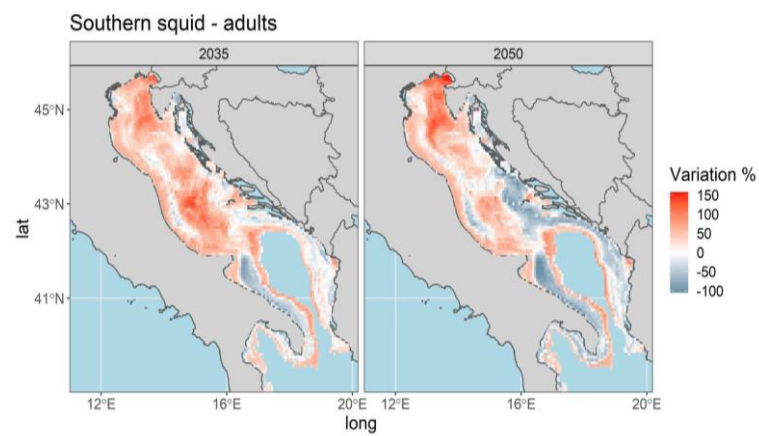 Southern squid - adults
2035 2050
45°N
43°N
41°N
lat
12°E 16°E 20°E 12°E 16°E 20°E
long
Variation %
150
100
50
0
-50
-100